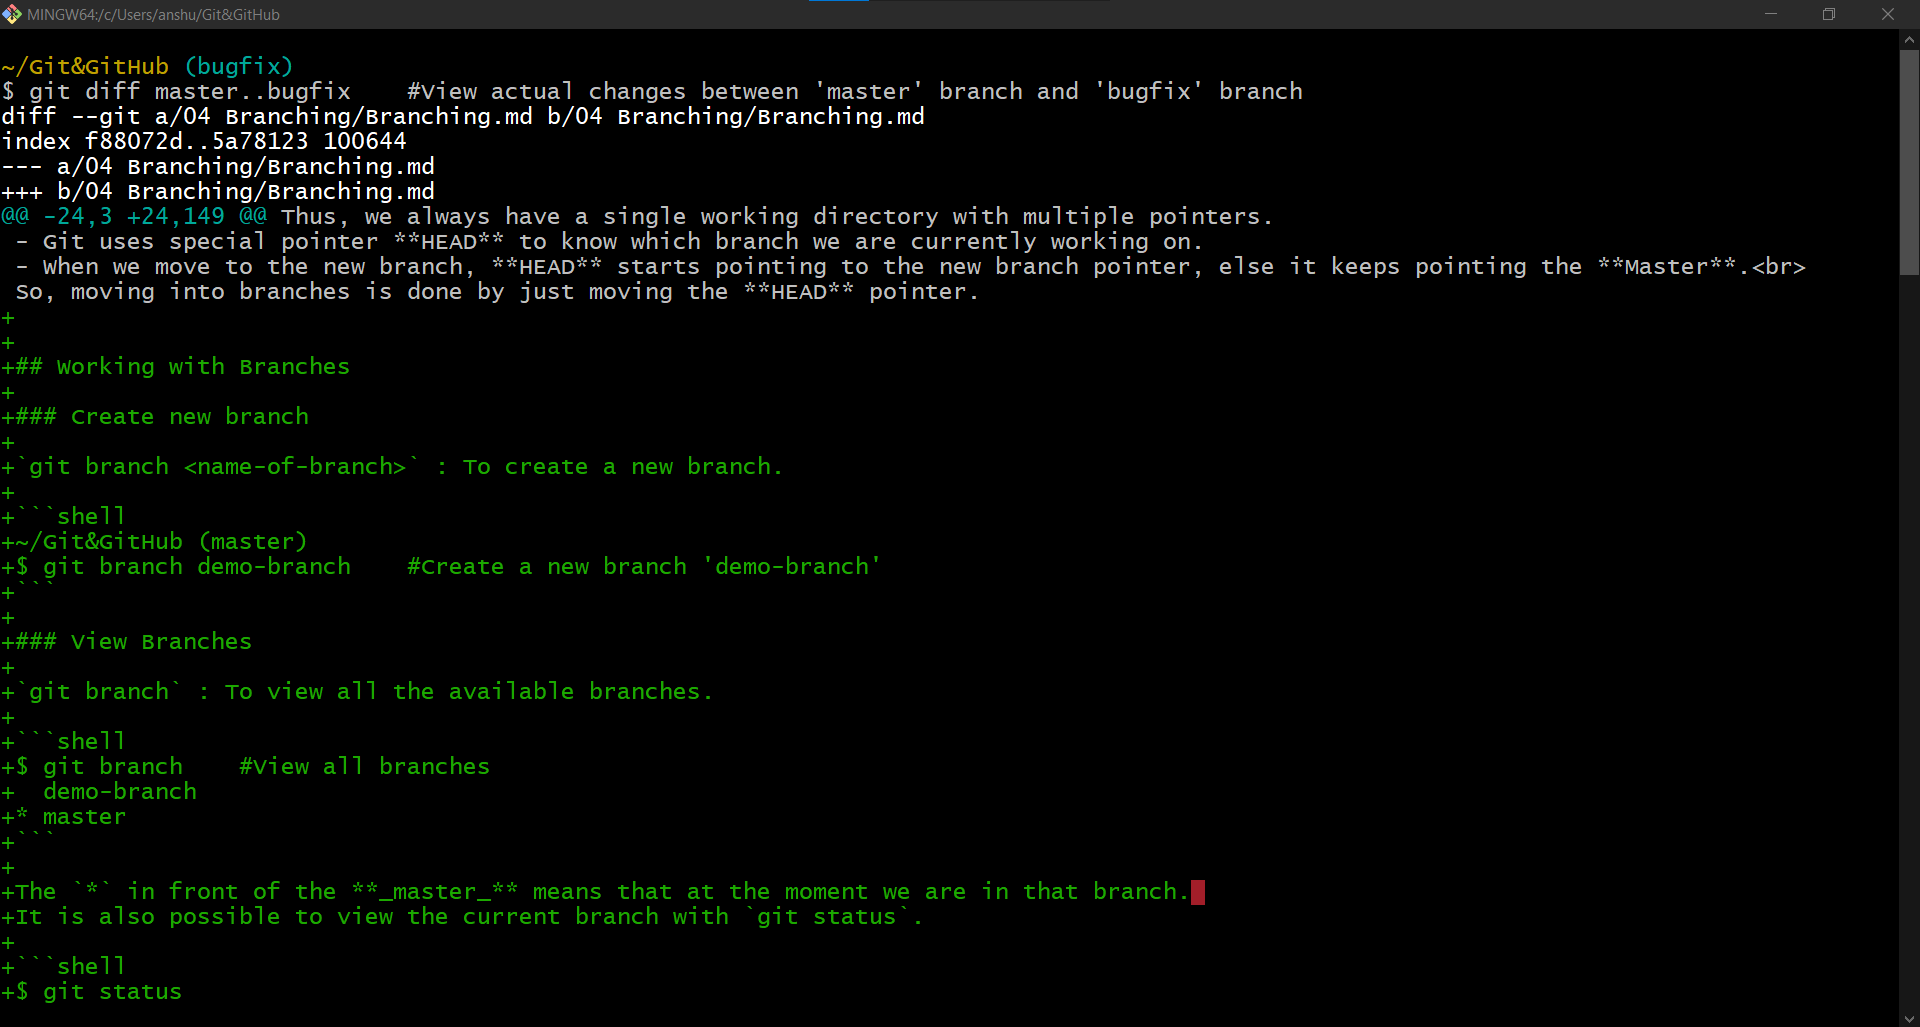 MINGW64:/c/Users/anshu/Git&GitHub
~/Git&GitHub (bugfix)
$ git diff master..bugfix    #View actual changes between 'master' branch and 'bugfix' branch
diff --git a/04 Branching/Branching.md b/04 Branching/Branching.md
index f88072d..5a78123 100644
--- a/04 Branching/Branching.md
+++ b/04 Branching/Branching.md
@@ -24,3 +24,149 @@ Thus, we always have a single working directory with multiple pointers.
 - Git uses special pointer **HEAD** to know which branch we are currently working on.
 - When we move to the new branch, **HEAD** starts pointing to the new branch pointer, else it keeps pointing the **Master**.<br>
 So, moving into branches is done by just moving the **HEAD** pointer.
+
+
+## Working with Branches
+
+### Create new branch
+
+`git branch <name-of-branch>` : To create a new branch.
+
+```shell
+~/Git&GitHub (master)
+$ git branch demo-branch    #Create a new branch 'demo-branch'
+```
+
+### View Branches
+
+`git branch` : To view all the available branches.
+
+```shell
+$ git branch    #View all branches
+  demo-branch
+* master
+```
+
+The `*` in front of the **_master_** means that at the moment we are in that branch.
+It is also possible to view the current branch with `git status`.
+
+```shell
+$ git status